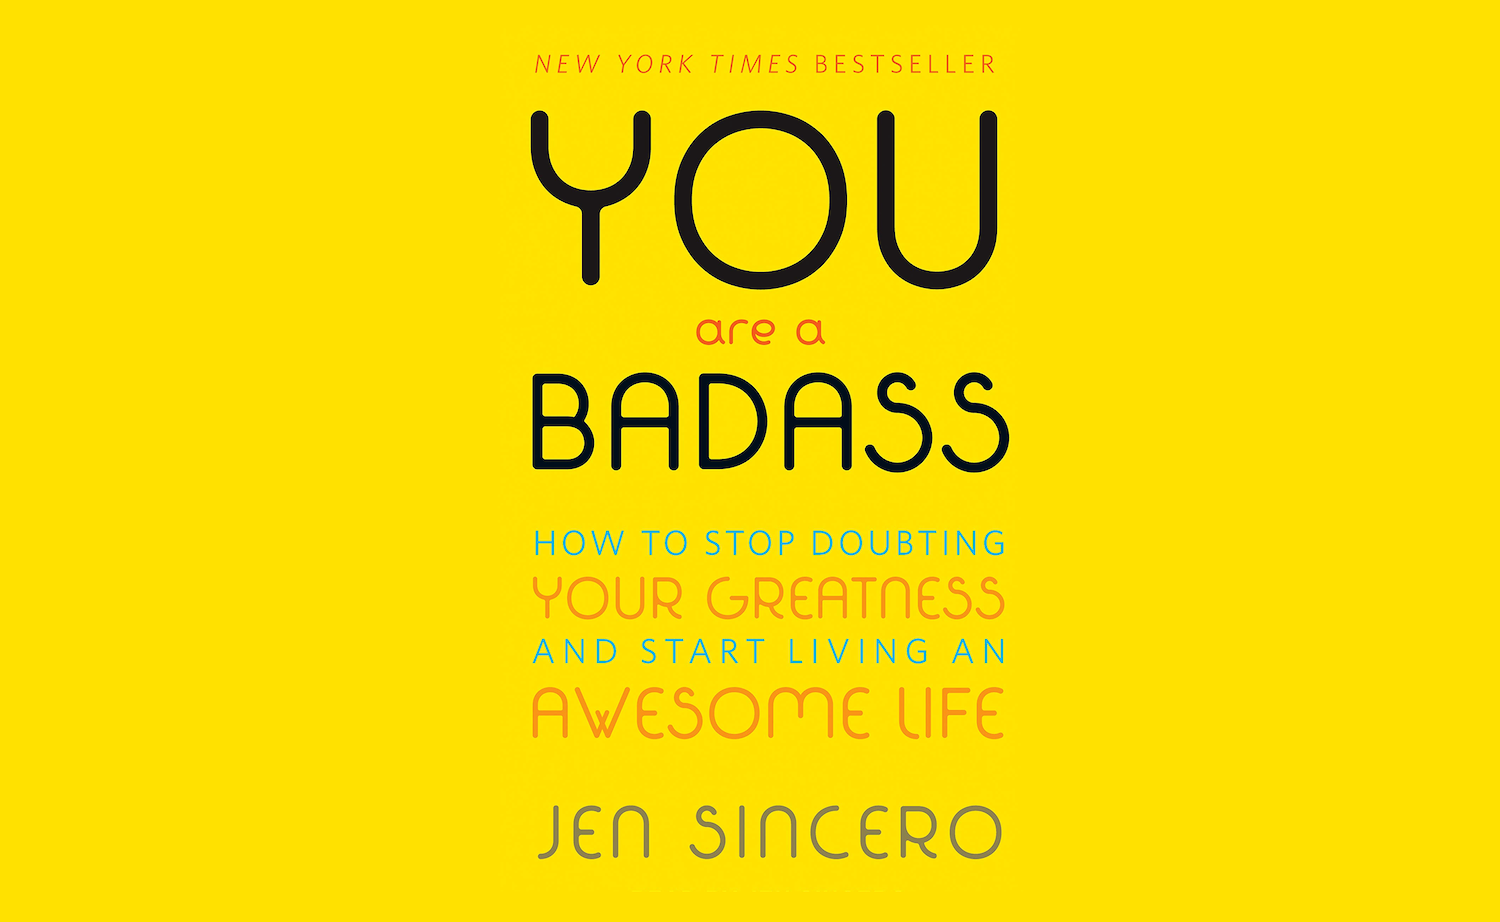 NEW YORK TIMES BESTSELLER
YOU
are a
BADASS
HOW TO STOP DOUBTING
YOUR GREATNESS
AND START LIVING AN
AWESOME LIFE
JEN SINCERO